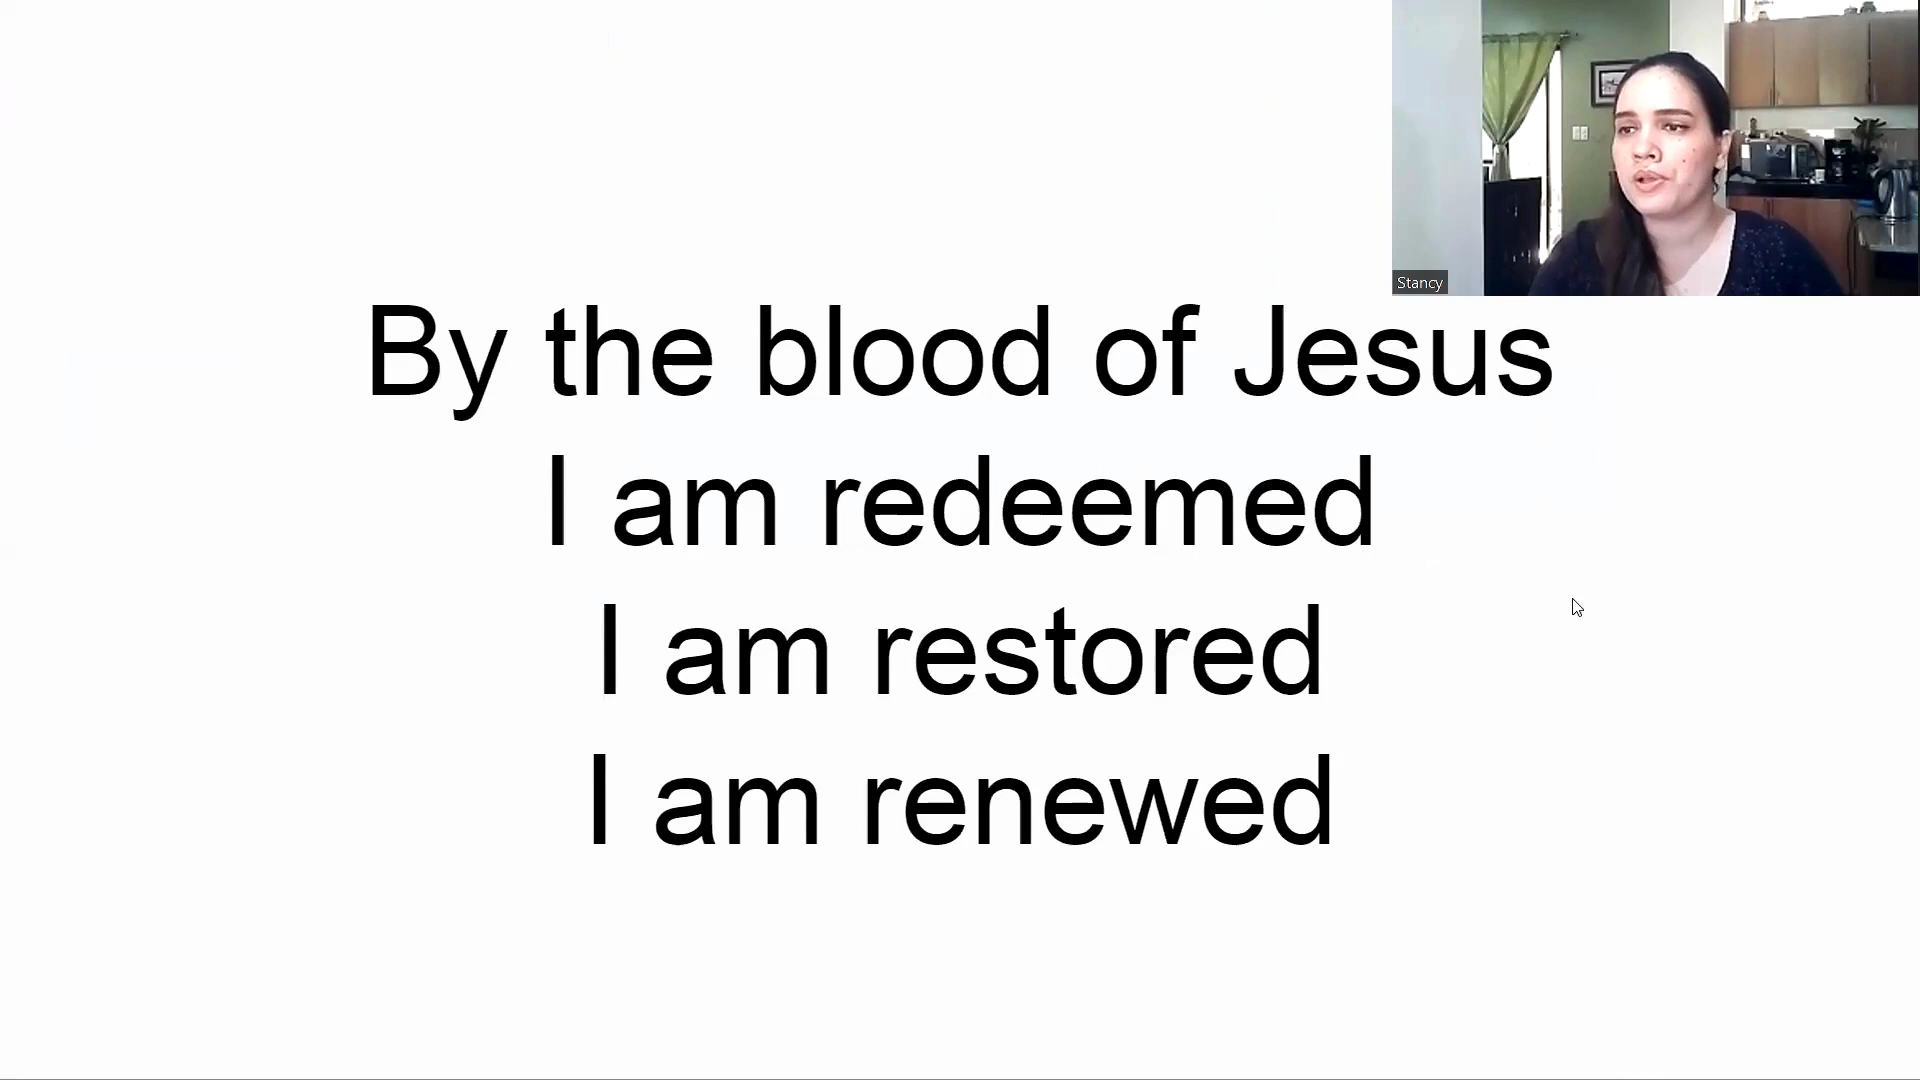 Stancy
By the blood of Jesus
I am redeemed
I am restored
I am renewed